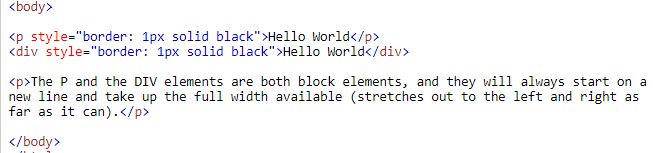 <body>
<p style="border: 1px solid black">Hello World</p>
<div style="border: 1px solid black">Hello World</div>
<p>The P and the DIV elements are both block elements, and they will always start on a
new line and take up the full width available (stretches out to the left and right as
far as it can).</p>
</body>